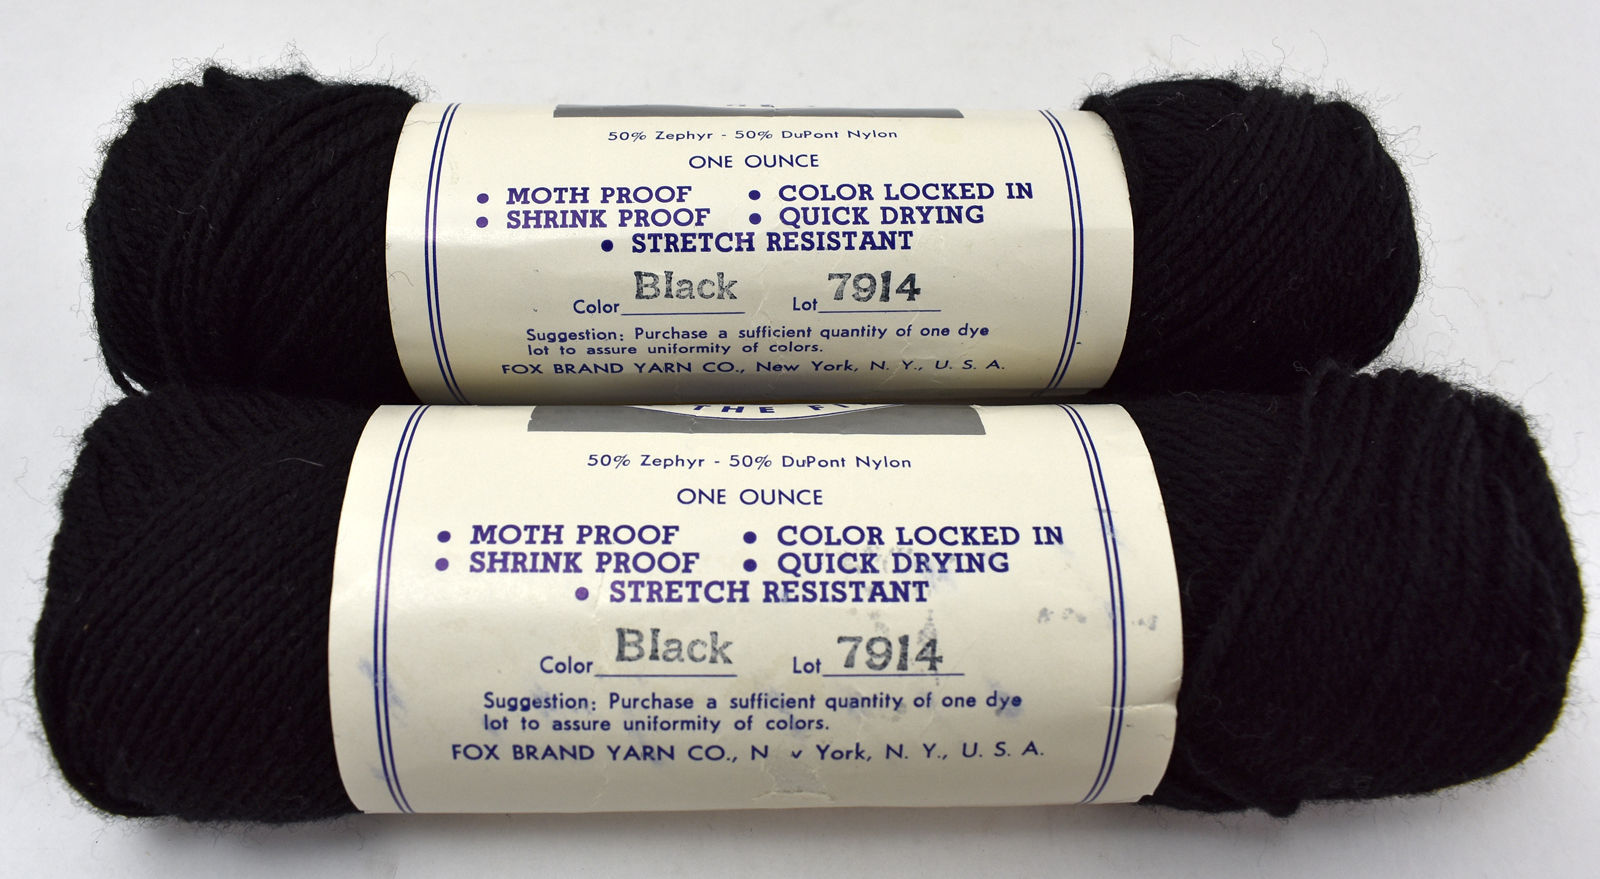 50% Zephyr - 50% DuPont Nylon
ONE OUNCE
• MOTH PROOF • COLOR LOCKED IN
• SHRINK PROOF • QUICK DRYING
• STRETCH RESISTANT
Color Black Lot 7914
Suggestion: Purchase a sufficient quantity of one dye
lot to assure uniformity of colors.
FOX BRAND YARN CO., New York, N. Y., U. S. A.
THE
50% Zephyr - 50% DuPont Nylon
ONE OUNCE
• MOTH PROOF • COLOR LOCKED IN
• SHRINK PROOF • QUICK DRYING
• STRETCH RESISTANT
Color Black Lot 7914
Suggestion: Purchase a sufficient quantity of one dye
lot to assure uniformity of colors.
FOX BRAND YARN CO., York, N. Y., U. S. A.